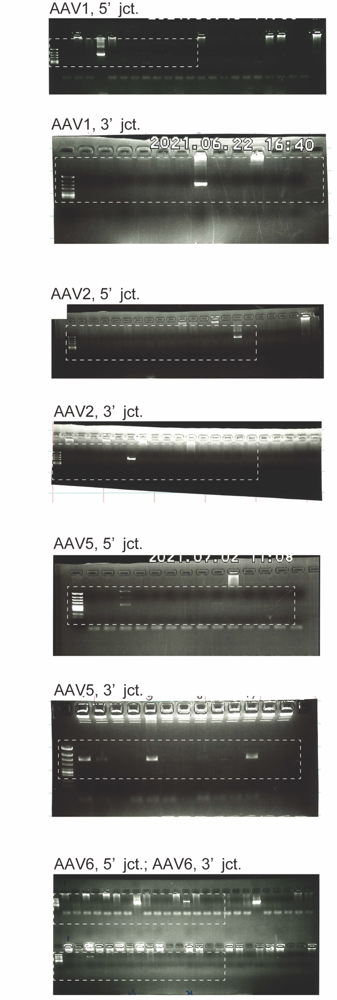 AAV1, 5’ jct.
AAV1, 3’ jct.
2021.06.22 16:40
AAV2, 5’ jct.
AAV2, 3’ jct.
AAV5, 5’ jct.
2021.07.02 11:08
AAV5, 3’ jct.
AAV6, 5’ jct.; AAV6, 3’ jct.